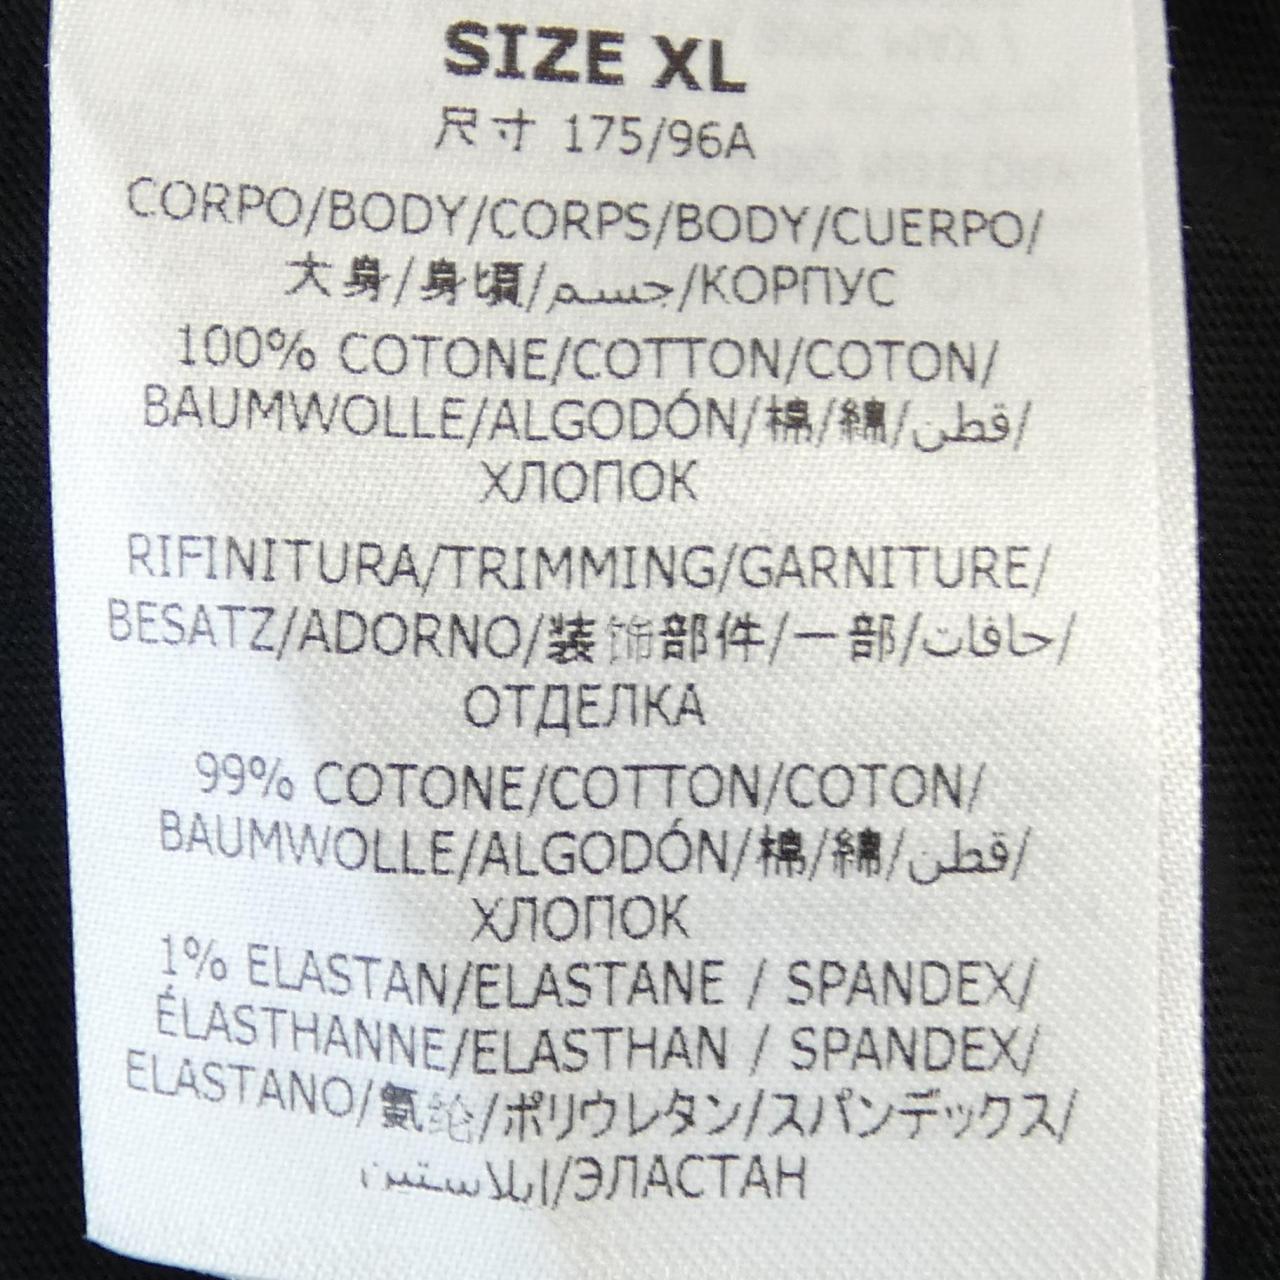 SIZE XL
尺寸 175/96A
CORPO/BODY/CORPS/BODY/CUERPO/
大身/身頃/جسم/КОРПУС
100% COTONE/COTTON/COTON/
BAUMWOLLE/ALGODÓN/棉/綿/قطن/
ХЛОПОК
RIFINITURA/TRIMMING/GARNITURE/
BESATZ/ADORNO/装饰部件/一部/حافات/
ОТДЕЛКА
99% COTONE/COTTON/COTON/
BAUMWOLLE/ALGODÓN/棉/綿/قطن/
ХЛОПОК
1% ELASTAN/ELASTANE / SPANDEX/
ÉLASTHANNE/ELASTHAN / SPANDEX/
ELASTANO/氨纶/ポリウレタン/スパンデックス/
ايلاستين/ЭЛАСТАН